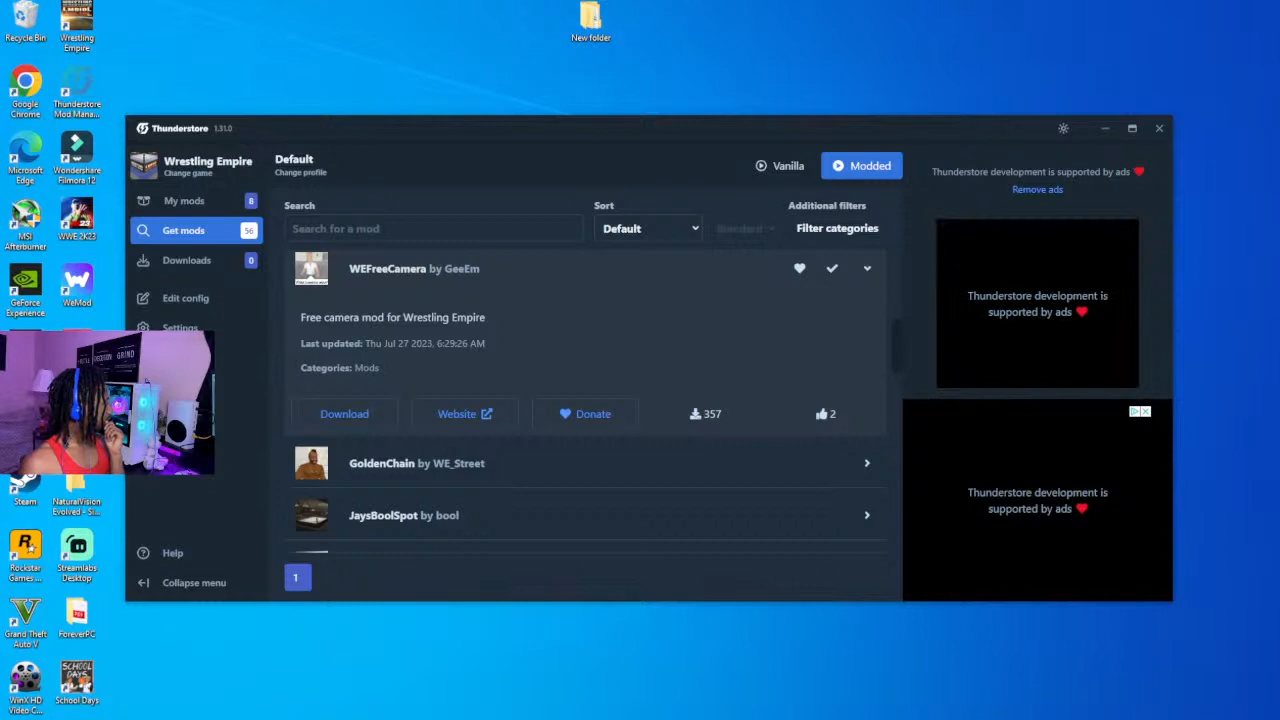 Recycle Bin
Wrestling
Empire
New folder
Google
Chrome
Thunderstore
Mod Mana...
Microsoft
Edge
Wondershare
Filmora 12
MSI
Afterburner
WWE 2K23
GeForce
Experience
WeMod
Steam
NaturalVision
Evolved - S...
Rockstar
Games ...
Streamlabs
Desktop
Grand Theft
Auto V
ForeverPC
WinX HD
Video C...
School Days
Thunderstore 1.31.0
Wrestling Empire
Change game
Default
Change profile
Vanilla
Modded
My mods 8
Get mods 56
Downloads 0
Edit config
Settings
Help
Collapse menu
Search
Search for a mod
Sort
Default
Additional filters
Filter categories
WEFreeCamera by GeeEm
Free camera mod for Wrestling Empire
Last updated: Thu Jul 27 2023, 6:29:26 AM
Categories: Mods
Download
Website
Donate
357
2
GoldenChain by WE_Street
JaysBoolSpot by bool
1
Thunderstore development is supported by ads
Remove ads
Thunderstore development is
supported by ads
Thunderstore development is
supported by ads